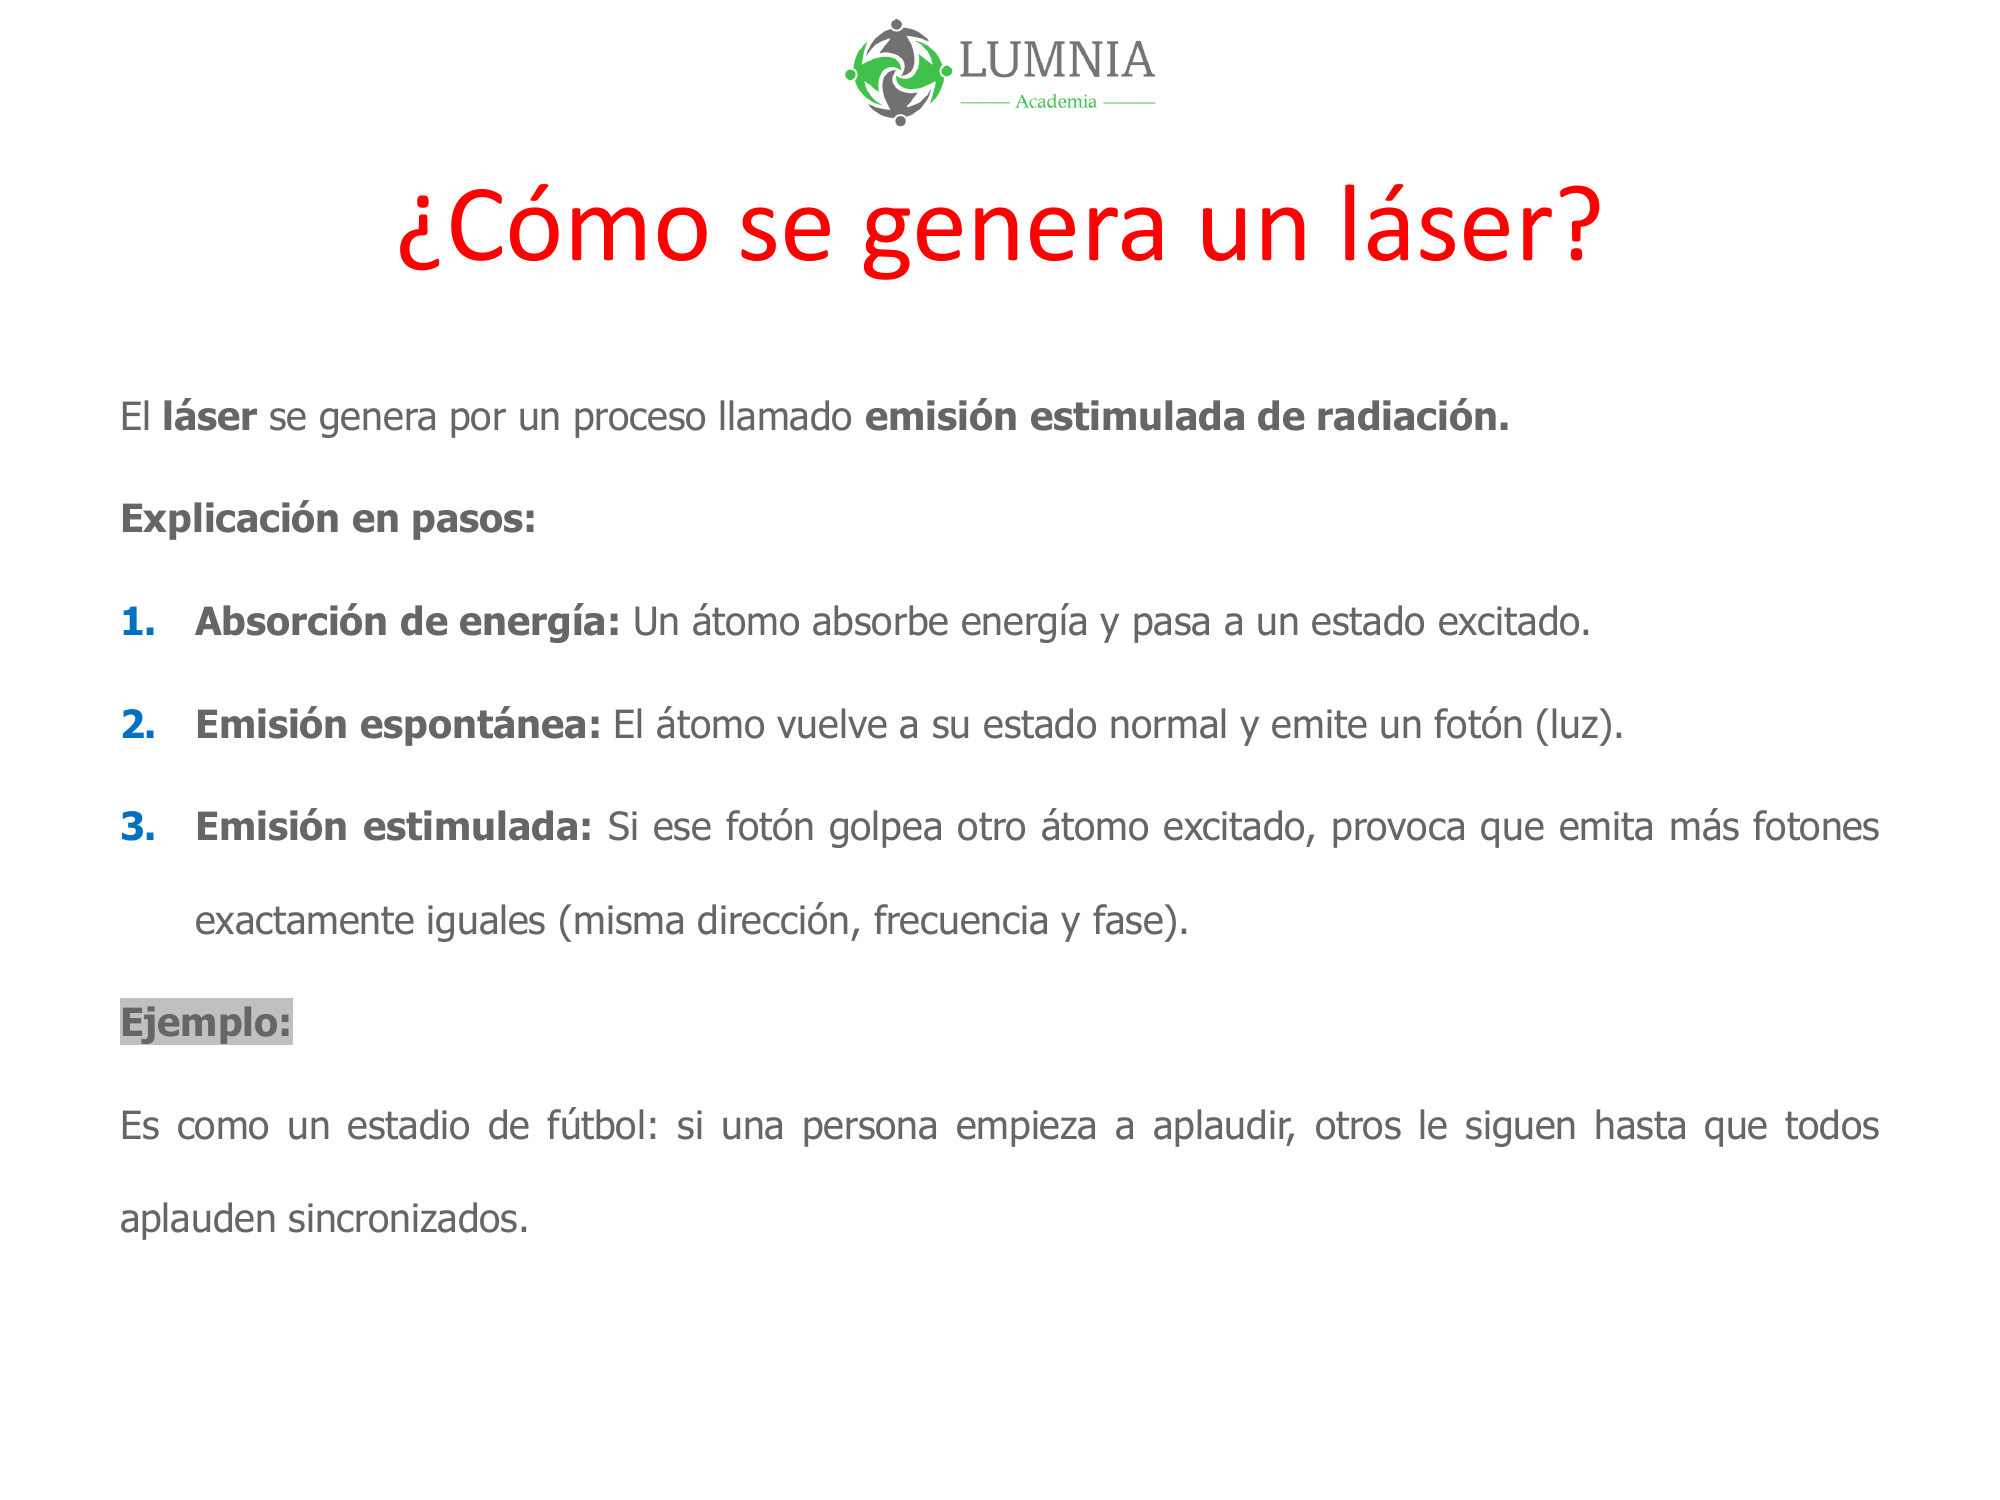 LUMNIA
Academia
¿Cómo se genera un láser?
El láser se genera por un proceso llamado emisión estimulada de radiación.
Explicación en pasos:
1. Absorción de energía: Un átomo absorbe energía y pasa a un estado excitado.
2. Emisión espontánea: El átomo vuelve a su estado normal y emite un fotón (luz).
3. Emisión estimulada: Si ese fotón golpea otro átomo excitado, provoca que emita más fotones
exactamente iguales (misma dirección, frecuencia y fase).
Ejemplo:
Es como un estadio de fútbol: si una persona empieza a aplaudir, otros le siguen hasta que todos
aplauden sincronizados.